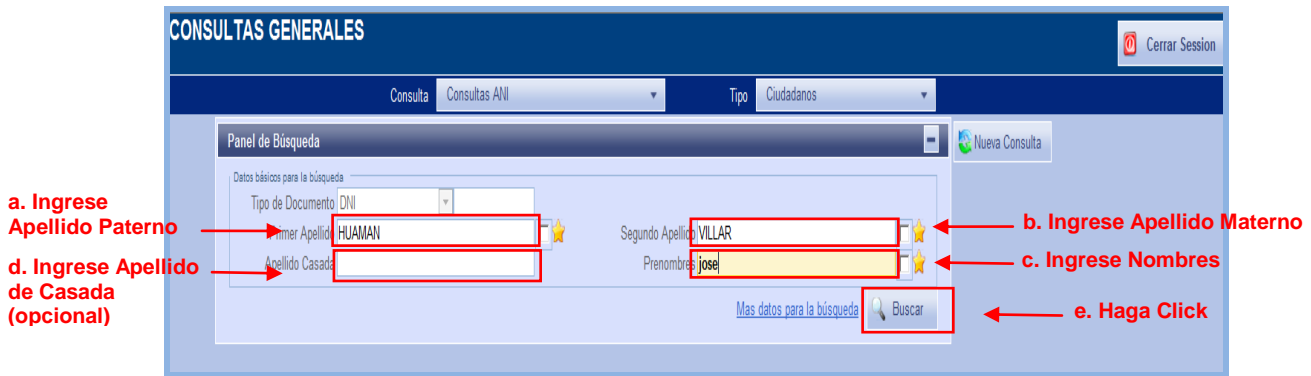 CONSULTAS GENERALES
Cerrar Session
Consulta Consultas ANI Tipo Ciudadanos
Panel de Búsqueda
Nueva Consulta
Datos básicos para la búsqueda
Tipo de Documento DNI
Primer Apellido HUAMAN Segundo Apellido VILLAR
Apellido Casada Prenombres jose
Mas datos para la búsqueda Buscar
a. Ingrese
Apellido Paterno
d. Ingrese Apellido
de Casada
(opcional)
b. Ingrese Apellido Materno
c. Ingrese Nombres
e. Haga Click